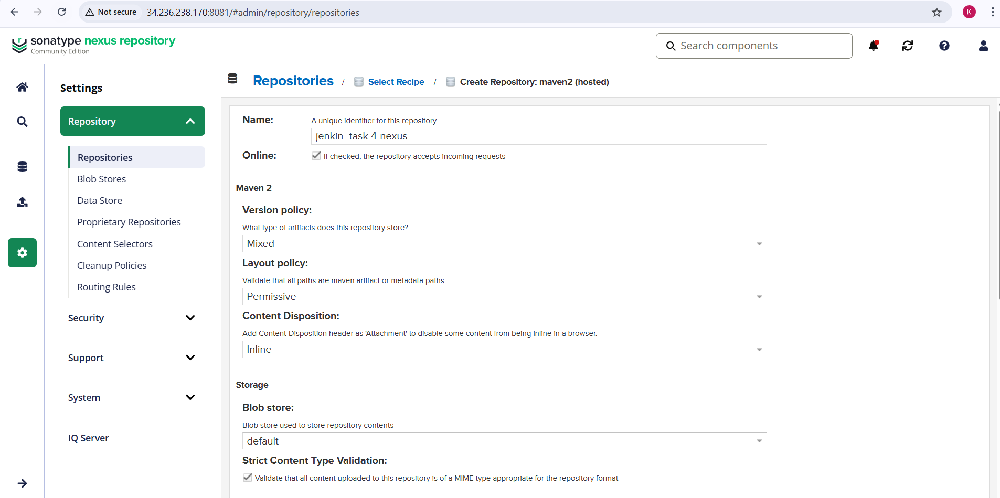 Not secure 34.236.238.170:8081/#admin/repository/repositories K
sonatype nexus repository
Community Edition
Search components
Settings
Repository
Repositories
Blob Stores
Data Store
Proprietary Repositories
Content Selectors
Cleanup Policies
Routing Rules
Security
Support
System
IQ Server
Repositories / Select Recipe / Create Repository: maven2 (hosted)
Name: A unique identifier for this repository
jenkin_task-4-nexus
Online: If checked, the repository accepts incoming requests
Maven 2
Version policy:
What type of artifacts does this repository store?
Mixed
Layout policy:
Validate that all paths are maven artifact or metadata paths
Permissive
Content Disposition:
Add Content-Disposition header as 'Attachment' to disable some content from being inline in a browser.
Inline
Storage
Blob store:
Blob store used to store repository contents
default
Strict Content Type Validation:
Validate that all content uploaded to this repository is of a MIME type appropriate for the repository format